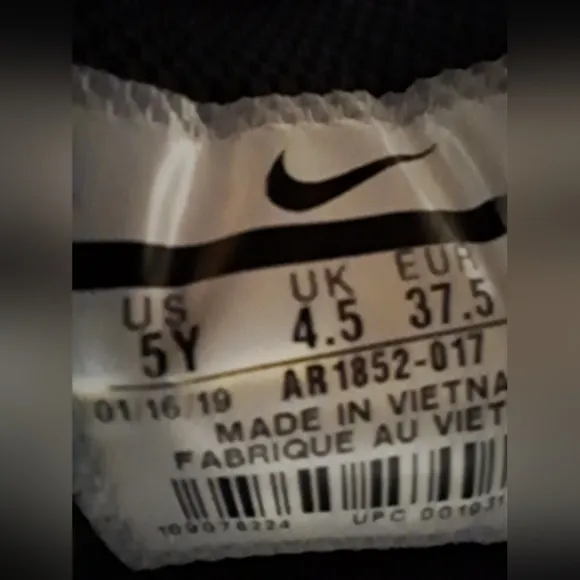 US UK EUR
5Y 4.5 37.5
AR1852-017
01/16/19
MADE IN VIETNA
FABRIQUE AU VIET
UPC